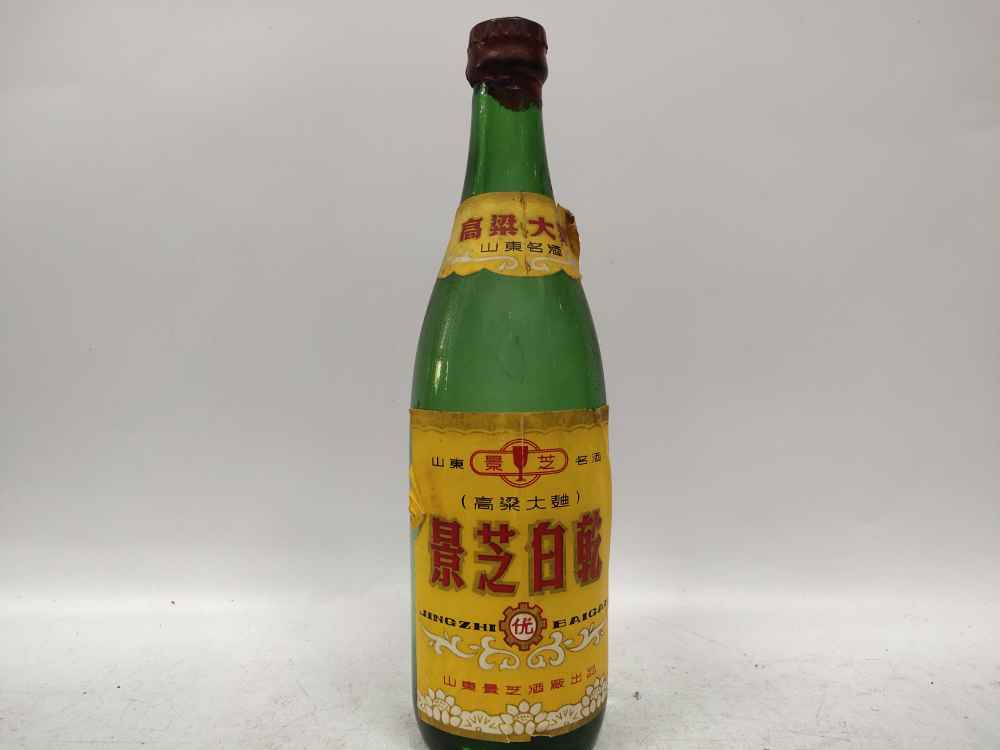 高粱大
山東名酒
山東 景芝 名酒
(高粱大麯)
景芝白乾
JINGZHI 优 BAIGA
山東景芝酒廠出品